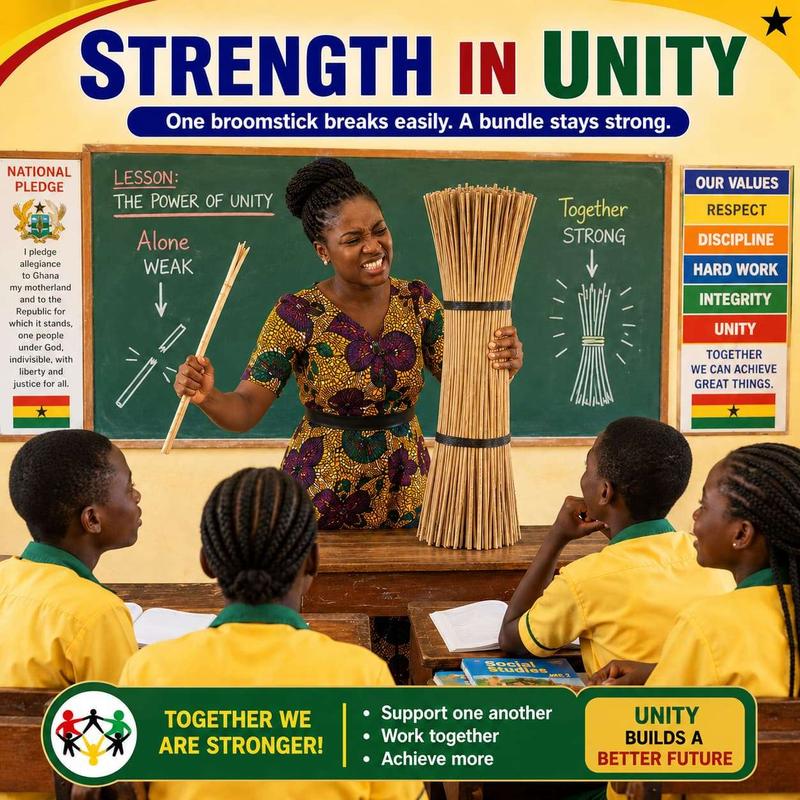 STRENGTH IN UNITY
One broomstick breaks easily. A bundle stays strong.
NATIONAL
PLEDGE
I pledge
allegiance
to Ghana
my motherland
and to the
Republic for
which it stands,
one people
under God,
indivisible, with
liberty and
justice for all.
LESSON:
THE POWER OF UNITY
Alone
WEAK
Together
STRONG
OUR VALUES
RESPECT
DISCIPLINE
HARD WORK
INTEGRITY
UNITY
TOGETHER
WE CAN ACHIEVE
GREAT THINGS.
Social
Studies
TOGETHER WE
ARE STRONGER!
• Support one another
• Work together
• Achieve more
UNITY
BUILDS A
BETTER FUTURE